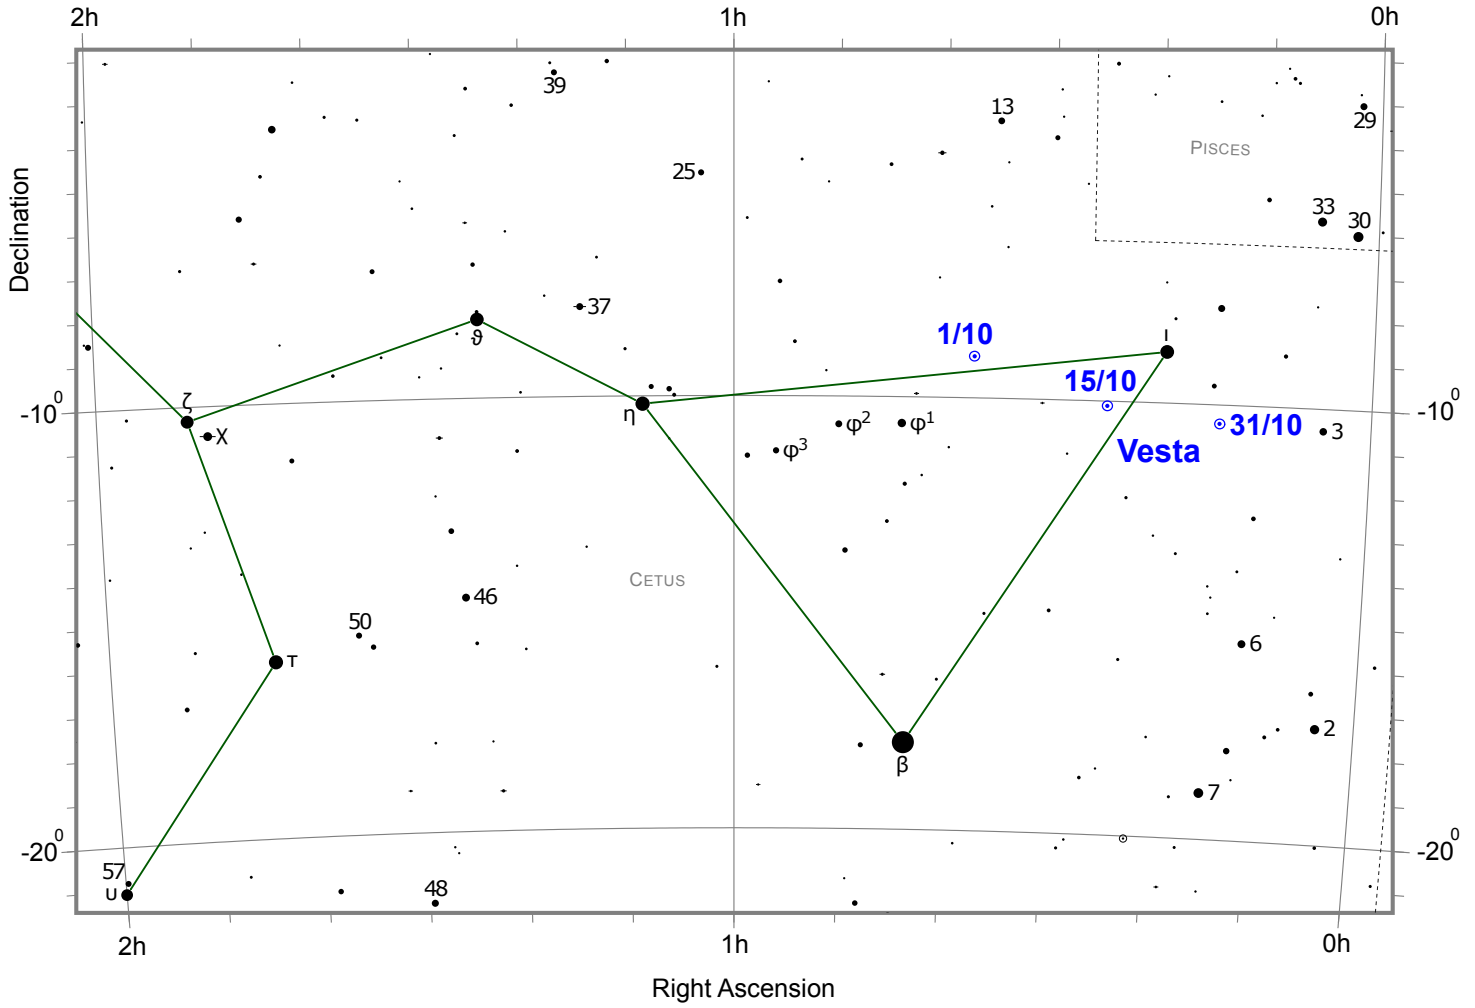 2h 1h 0h
39
13
29
25
PISCES
33
30
37
1/10
ι
ϑ
15/10
ζ
-10⁰ -10⁰
η
χ
φ³ φ² φ¹
31/10
3
Vesta
CETUS
46
50
6
τ
2
β
7
-20⁰ -20⁰
57
υ
48
2h 1h 0h
Right Ascension
Declination